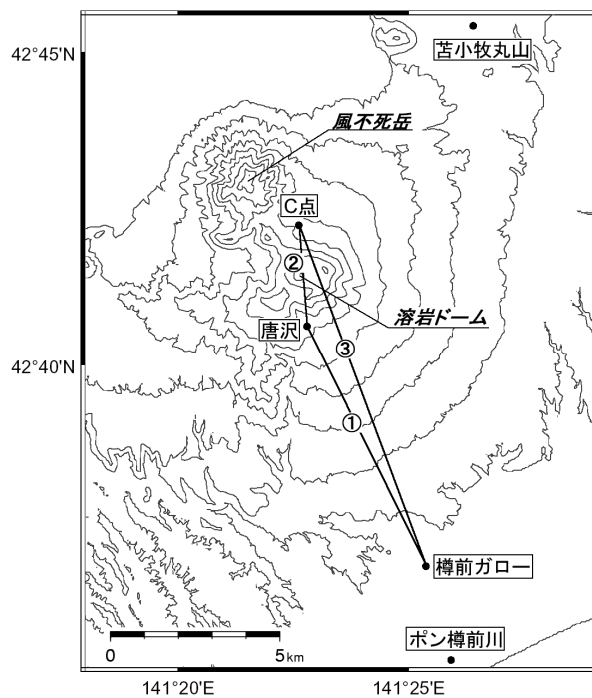 42°45'N
苫小牧丸山
風不死岳
C点
②
溶岩ドーム
唐沢
42°40'N
③
①
樽前ガロー
ポン樽前川
0
5km
141°20'E
141°25'E